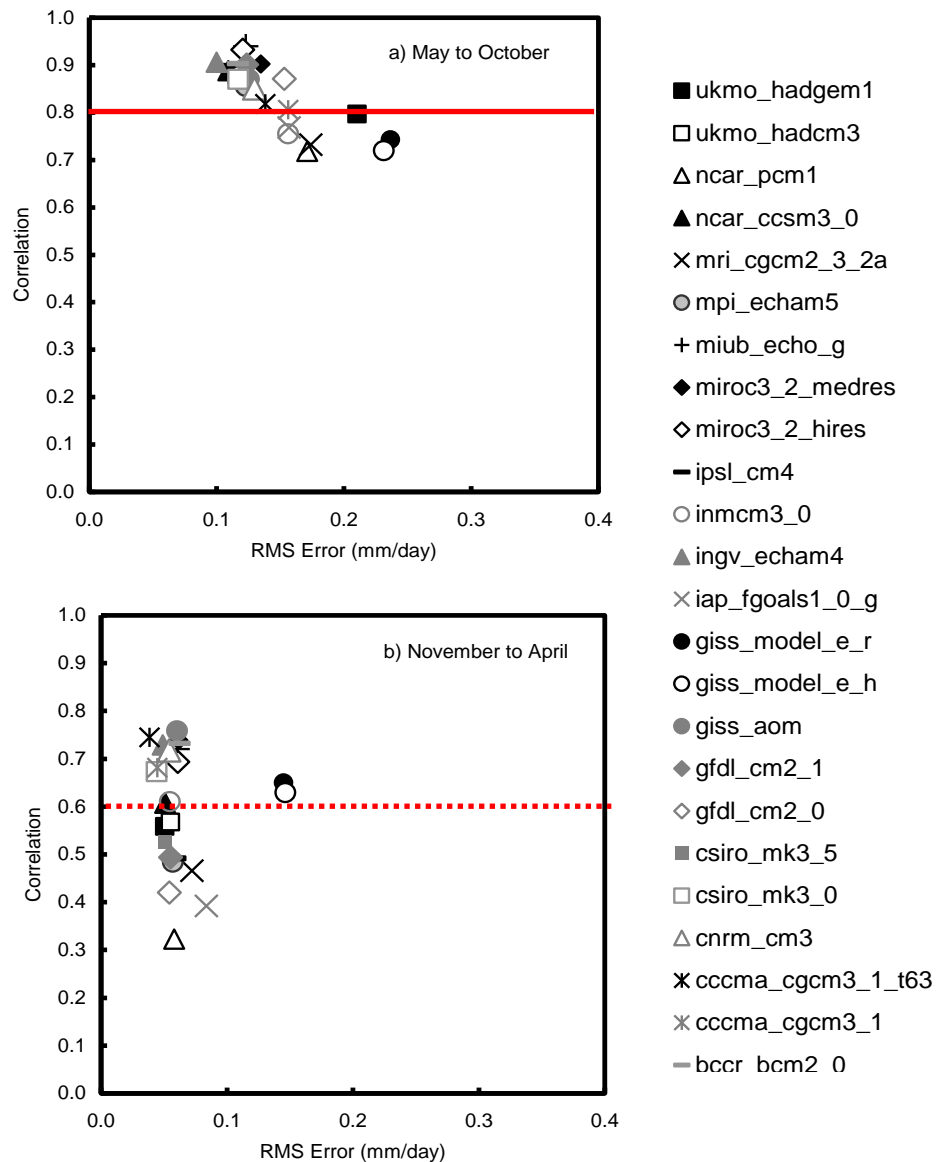 a) May to October
Correlation
1.0
0.9
0.8
0.7
0.6
0.5
0.4
0.3
0.2
0.1
0.0
0.0 0.1 0.2 0.3 0.4
RMS Error (mm/day)
b) November to April
Correlation
1.0
0.9
0.8
0.7
0.6
0.5
0.4
0.3
0.2
0.1
0.0
0.0 0.1 0.2 0.3 0.4
RMS Error (mm/day)
ukmo_hadgem1
ukmo_hadcm3
ncar_pcm1
ncar_ccsm3_0
mri_cgcm2_3_2a
mpi_echam5
miub_echo_g
miroc3_2_medres
miroc3_2_hires
ipsl_cm4
inmcm3_0
ingv_echam4
iap_fgoals1_0_g
giss_model_e_r
giss_model_e_h
giss_aom
gfdl_cm2_1
gfdl_cm2_0
csiro_mk3_5
csiro_mk3_0
cnrm_cm3
cccma_cgcm3_1_t63
cccma_cgcm3_1
bccr_bcm2_0